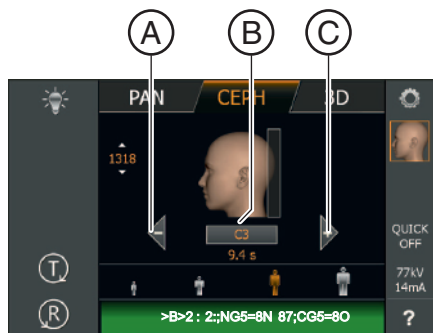 A B C
PAN CEPH 3D
1318
- +
C3
9.4 s
QUICK
OFF
77kV
14mA
T
R
>B>2 : 2:;NG5=8N 87;CG5=8O
?